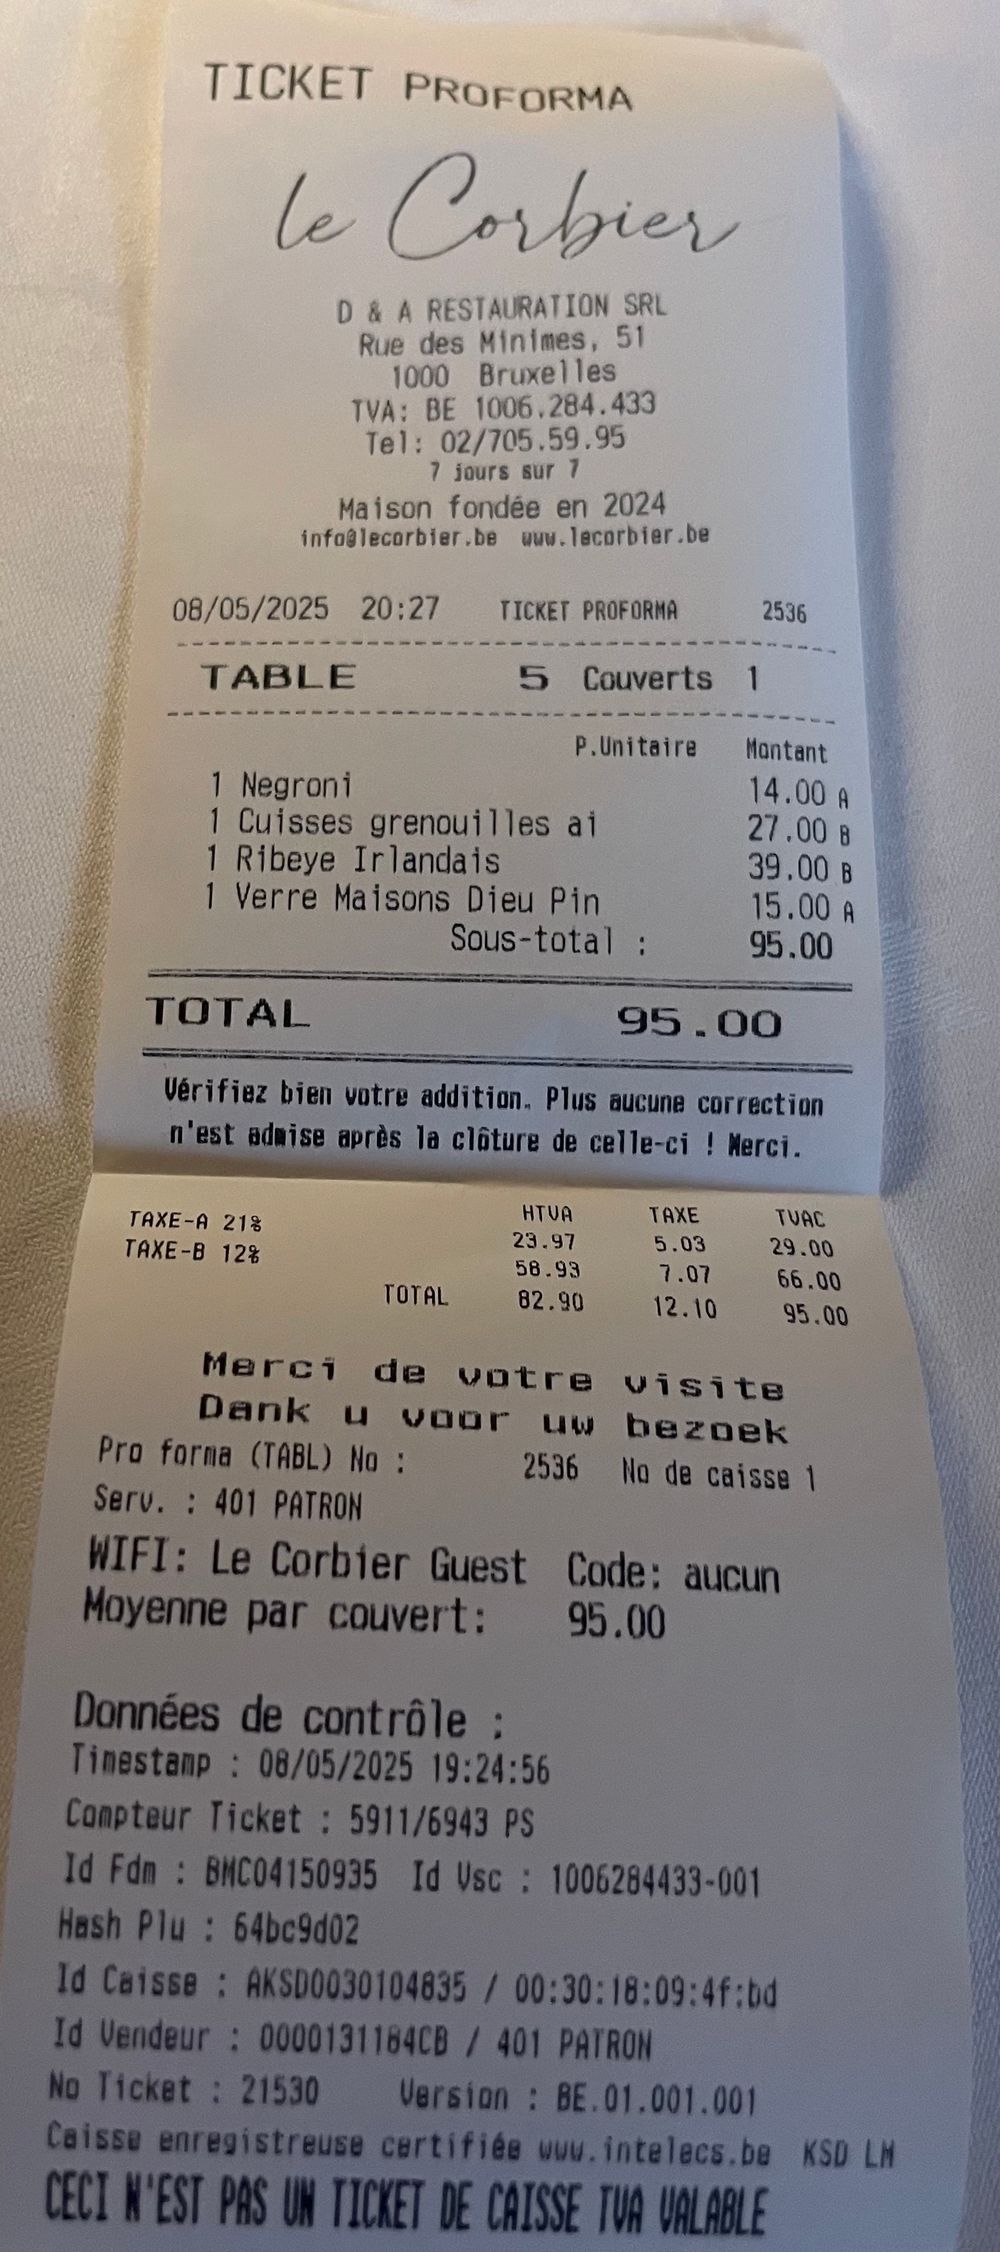 TICKET PROFORMA
le Corbier
D & A RESTAURATION SRL
Rue des Minimes, 51
1000 Bruxelles
TVA: BE 1006.284.433
Tel: 02/705.59.95
7 jours sur 7
Maison fondée en 2024
info@lecorbier.be www.lecorbier.be
08/05/2025 20:27 TICKET PROFORMA 2536
TABLE 5 Couverts 1
P.Unitaire Montant
1 Negroni 14.00 A
1 Cuisses grenouilles ai 27.00 B
1 Ribeye Irlandais 39.00 B
1 Verre Maisons Dieu Pin 15.00 A
Sous-total : 95.00
TOTAL 95.00
Vérifiez bien votre addition. Plus aucune correction
n'est admise après la clôture de celle-ci ! Merci.
HTVA TAXE TVAC
TAXE-A 21% 23.97 5.03 29.00
TAXE-B 12% 58.93 7.07 66.00
TOTAL 82.90 12.10 95.00
Merci de votre visite
Dank u voor uw bezoek
Pro forma (TABL) No : 2536 No de caisse 1
Serv. : 401 PATRON
WIFI: Le Corbier Guest Code: aucun
Moyenne par couvert: 95.00
Données de contrôle :
Timestamp : 08/05/2025 19:24:56
Compteur Ticket : 5911/6943 PS
Id Fdm : BMC04150935 Id Vsc : 1006284433-001
Hash Plu : 64bc9d02
Id Caisse : AKSD0030104835 / 00:30:18:09:4f:bd
Id Vendeur : 0000131184CB / 401 PATRON
No Ticket : 21530 Version : BE.01.001.001
Caisse enregistreuse certifiée www.intelecs.be KSD LM
CECI N'EST PAS UN TICKET DE CAISSE TVA VALABLE